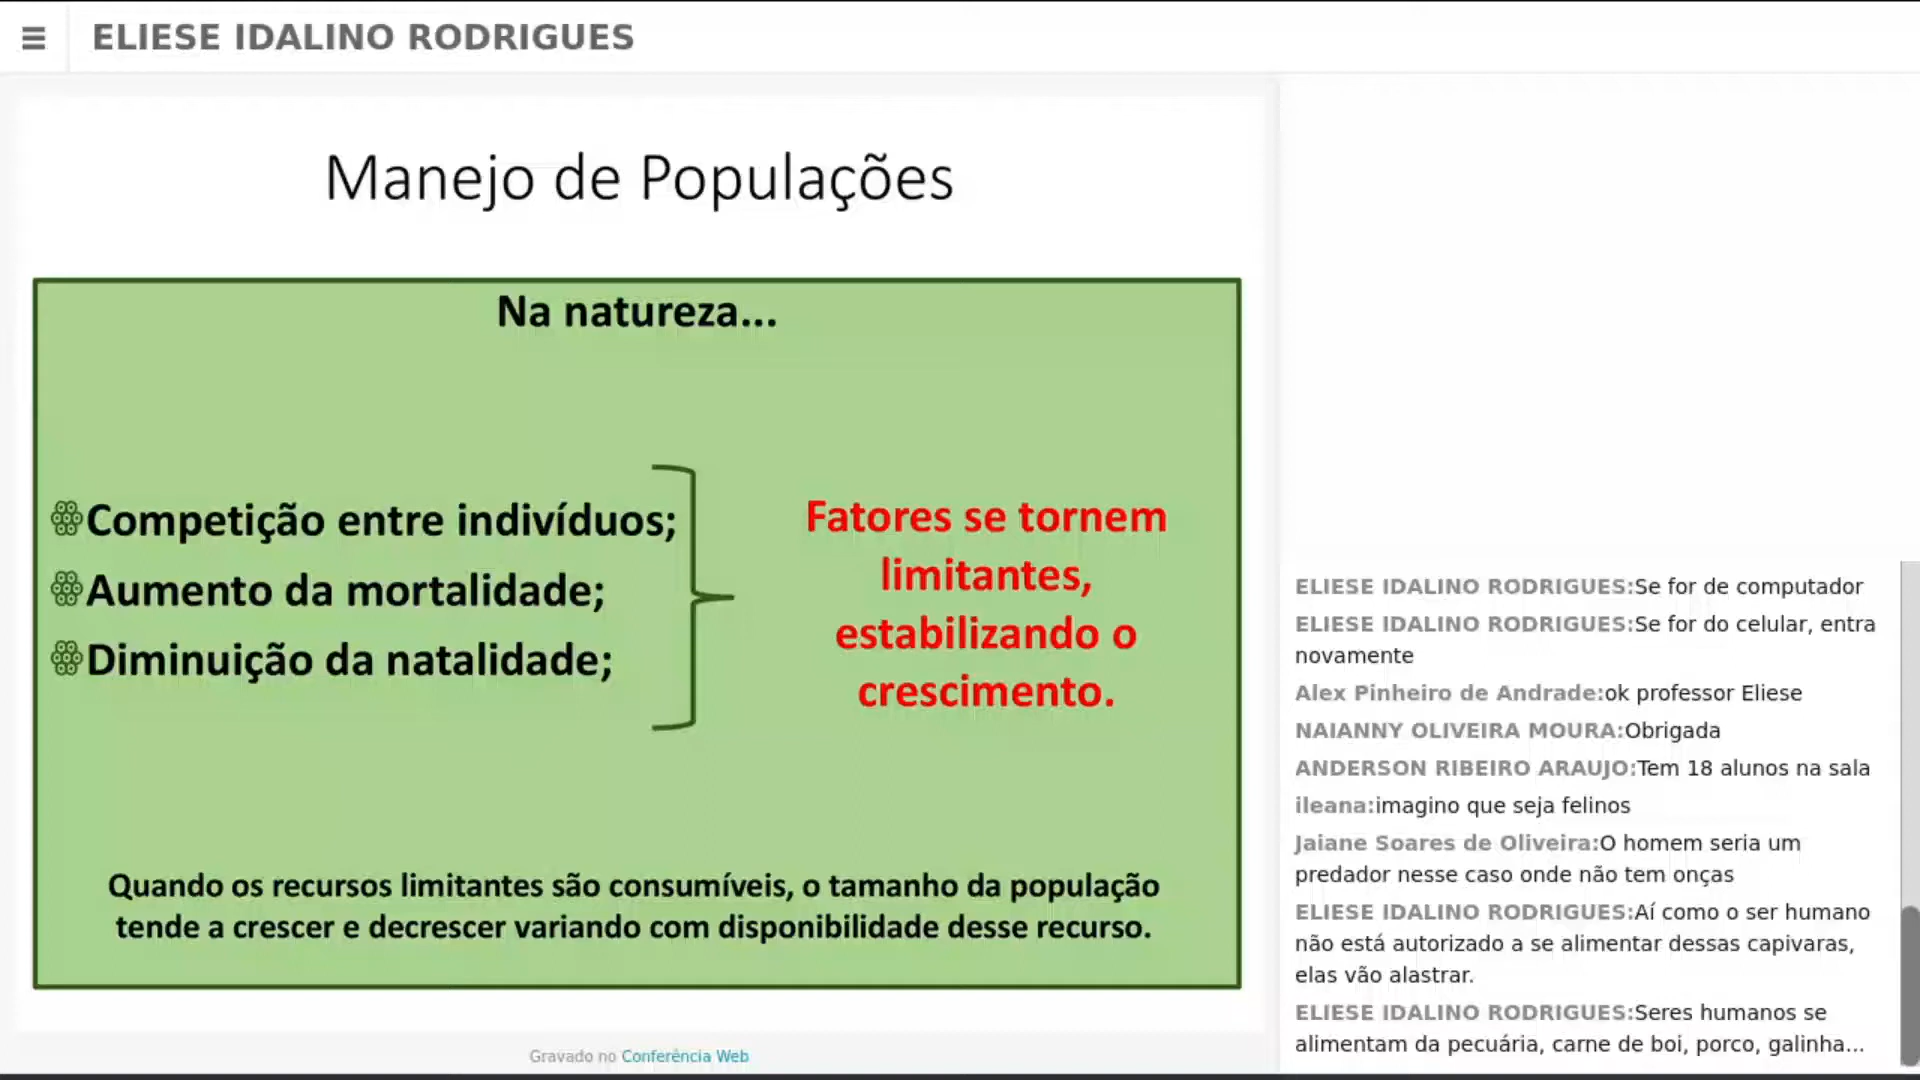 ELIESE IDALINO RODRIGUES
Manejo de Populações
Na natureza...
Competição entre indivíduos;
Aumento da mortalidade;
Diminuição da natalidade;
Fatores se tornem
limitantes,
estabilizando o
crescimento.
Quando os recursos limitantes são consumíveis, o tamanho da população
tende a crescer e decrescer variando com disponibilidade desse recurso.
Gravado no Conferência Web
ELIESE IDALINO RODRIGUES:Se for de computador
ELIESE IDALINO RODRIGUES:Se for do celular, entra
novamente
Alex Pinheiro de Andrade:ok professor Eliese
NAIANNY OLIVEIRA MOURA:Obrigada
ANDERSON RIBEIRO ARAUJO:Tem 18 alunos na sala
ileana:imagino que seja felinos
Jaiane Soares de Oliveira:O homem seria um
predador nesse caso onde não tem onças
ELIESE IDALINO RODRIGUES:Aí como o ser humano
não está autorizado a se alimentar dessas capivaras,
elas vão alastrar.
ELIESE IDALINO RODRIGUES:Seres humanos se
alimentam da pecuária, carne de boi, porco, galinha...